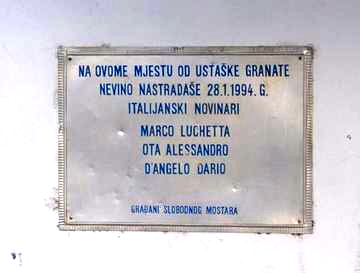 NA OVOME MJESTU OD USTAŠKE GRANATE
NEVINO NASTRADAŠE 28.1.1994. G.
ITALIJANSKI NOVINARI
MARCO LUCHETTA
OTA ALESSANDRO
D'ANGELO DARIO
GRAĐANI SLOBODNOG MOSTARA